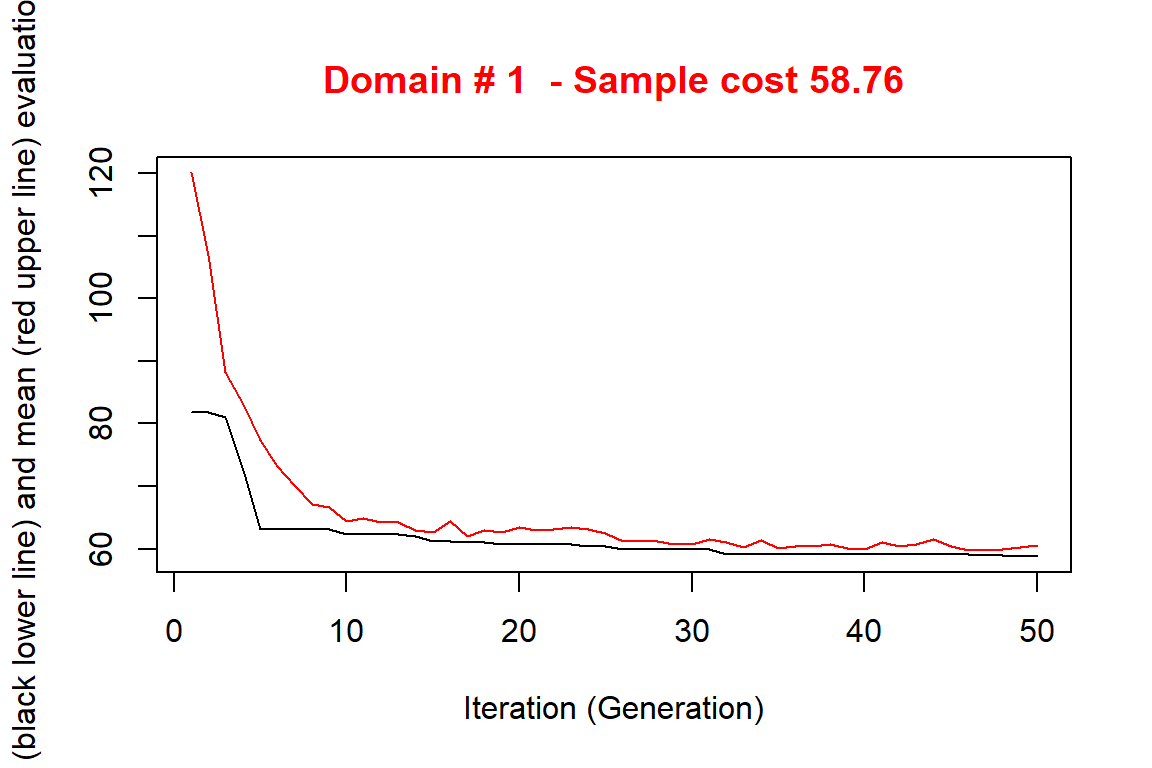 Domain # 1  - Sample cost 58.76
(black lower line) and mean (red upper line)
120
100
80
60
0 10 20 30 40 50
Iteration (Generation)